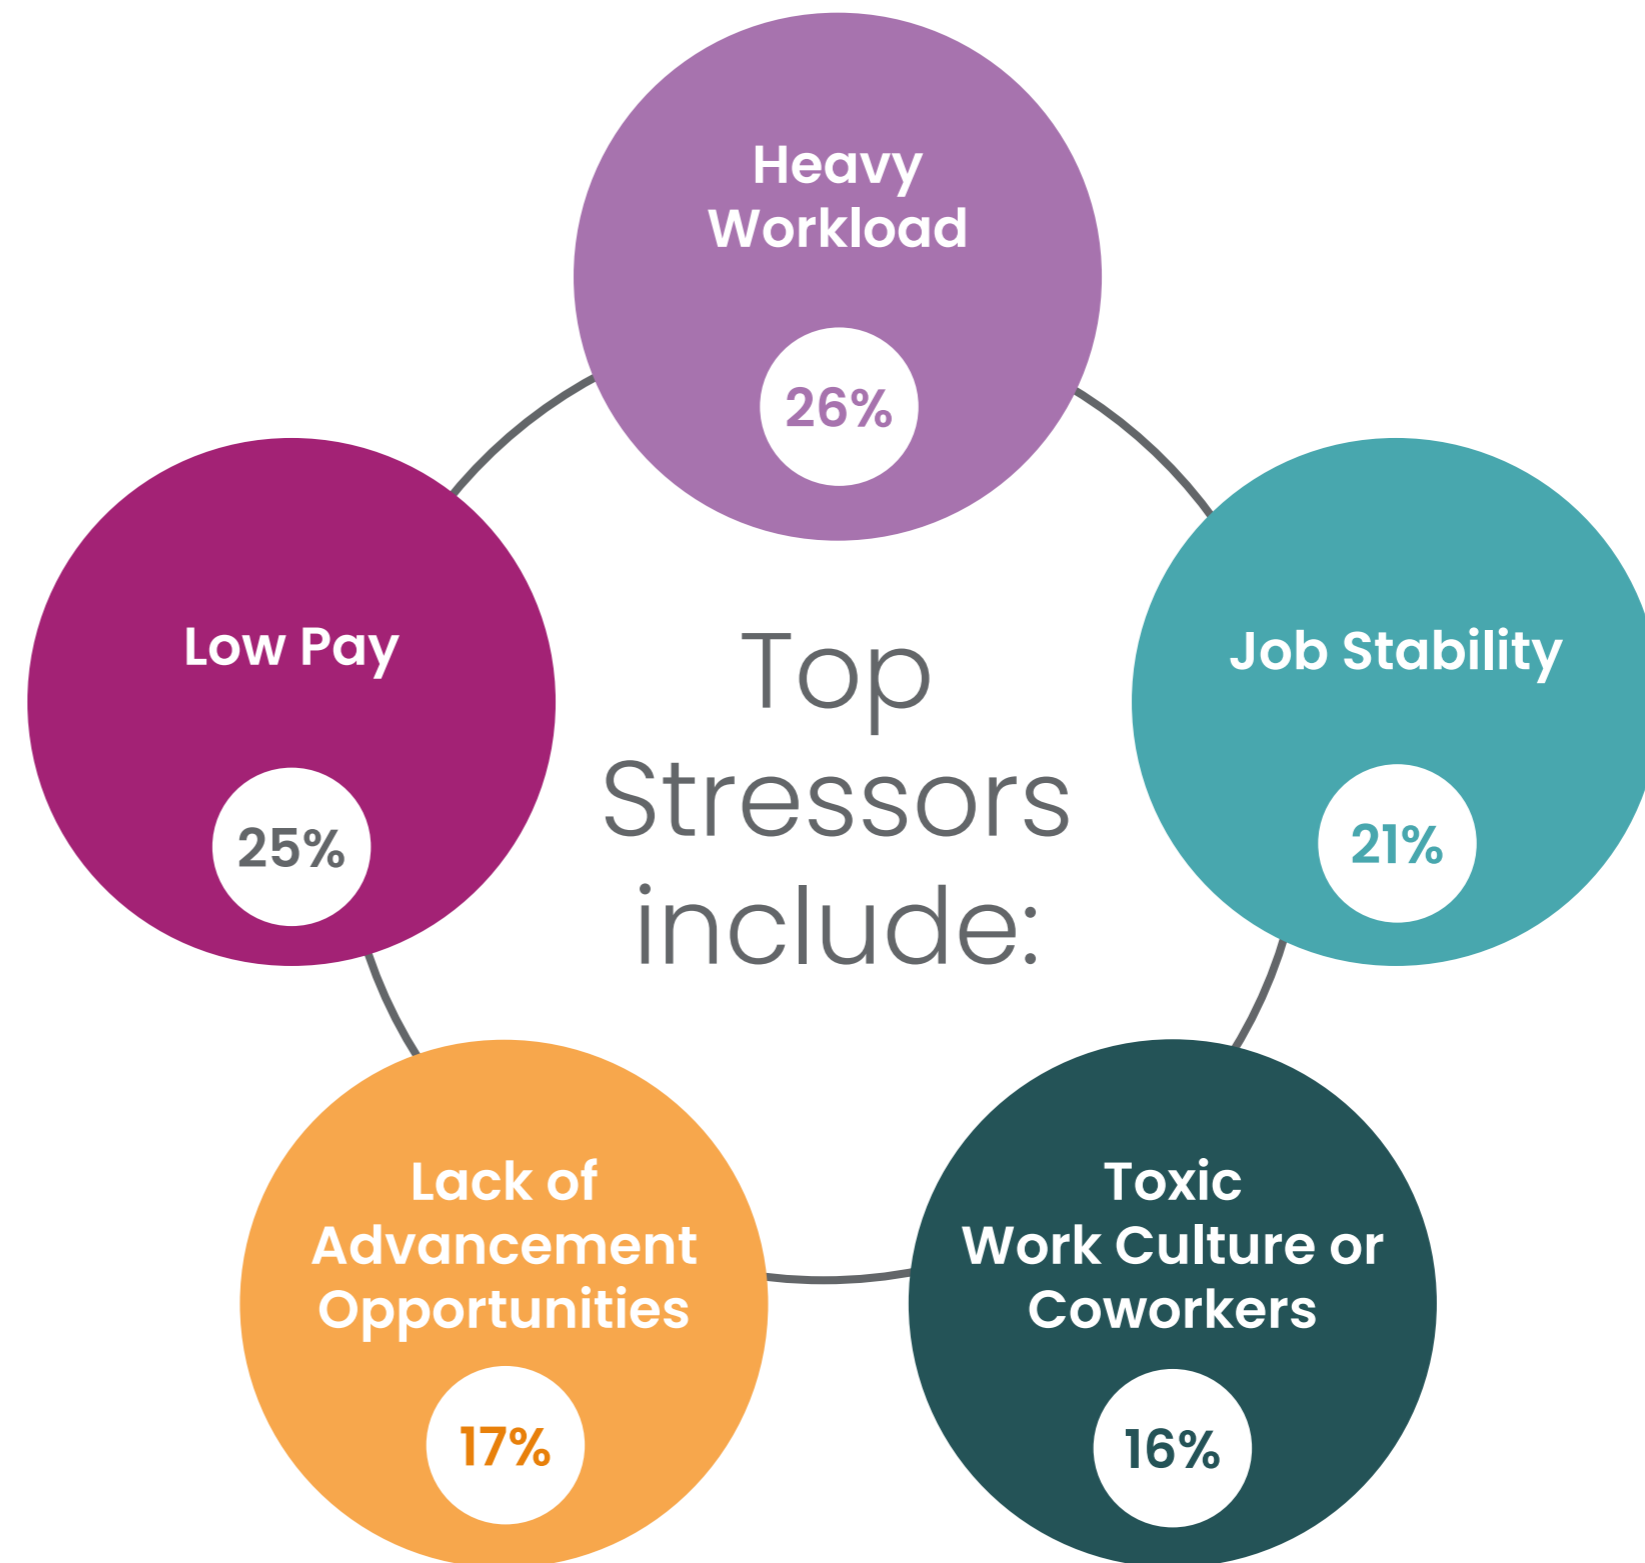 Heavy
Workload
26%
Low Pay
25%
Top
Stressors
include:
Job Stability
21%
Lack of
Advancement
Opportunities
17%
Toxic
Work Culture or
Coworkers
16%